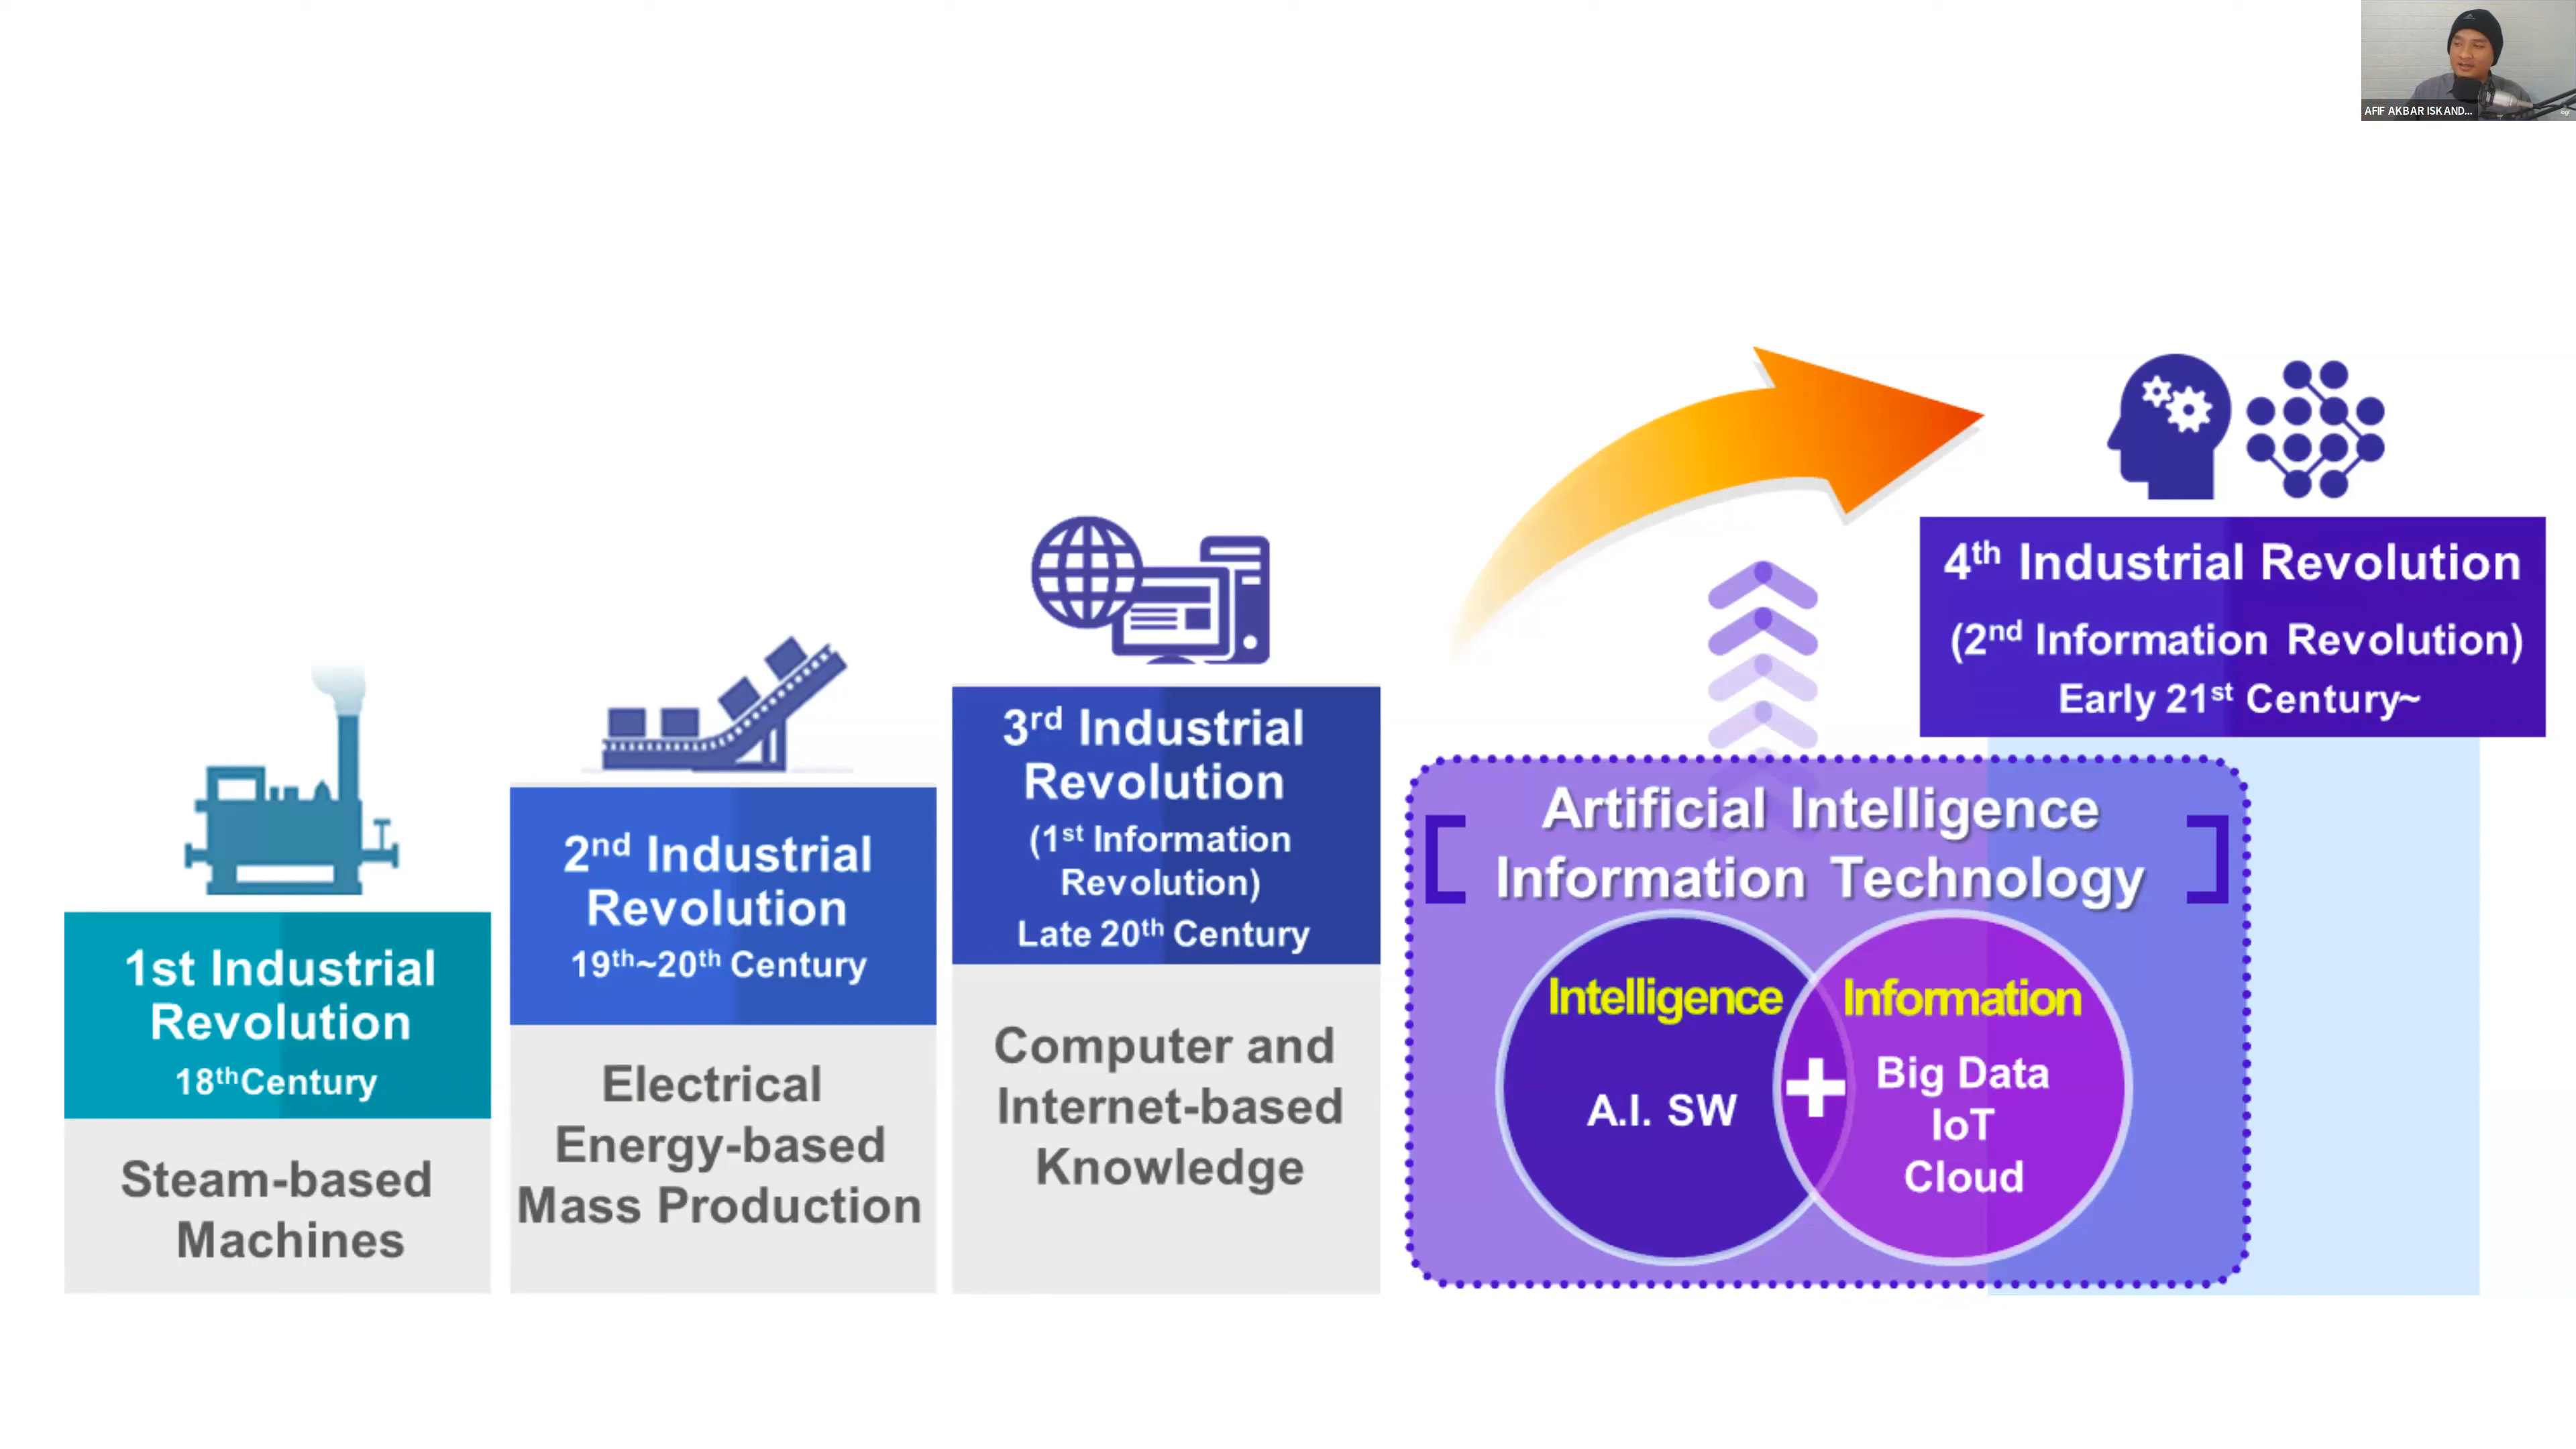 AFIF AKBAR ISKAND...
1st Industrial
Revolution
18thCentury
Steam-based
Machines
2nd Industrial
Revolution
19th~20th Century
Electrical
Energy-based
Mass Production
3rd Industrial
Revolution
(1st Information
Revolution)
Late 20th Century
Computer and
Internet-based
Knowledge
4th Industrial Revolution
(2nd Information Revolution)
Early 21st Century~
Artificial Intelligence
Information Technology
Intelligence
A.I. SW
+
Information
Big Data
IoT
Cloud